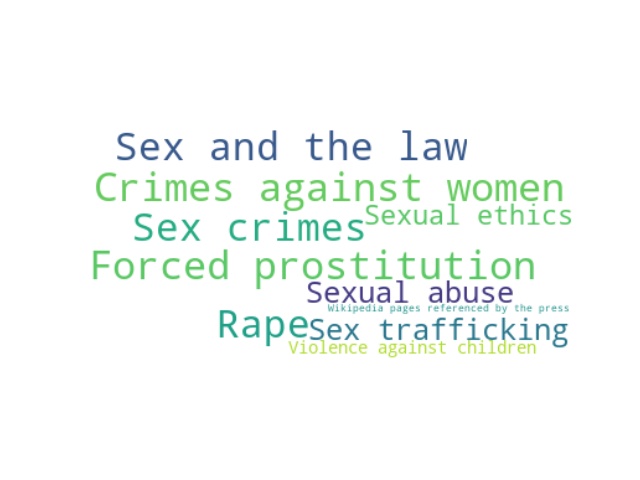 Sex and the law
Crimes against women
Sexual ethics
Sex crimes
Forced prostitution
Sexual abuse
Wikipedia pages referenced by the press
Rape
Sex trafficking
Violence against children